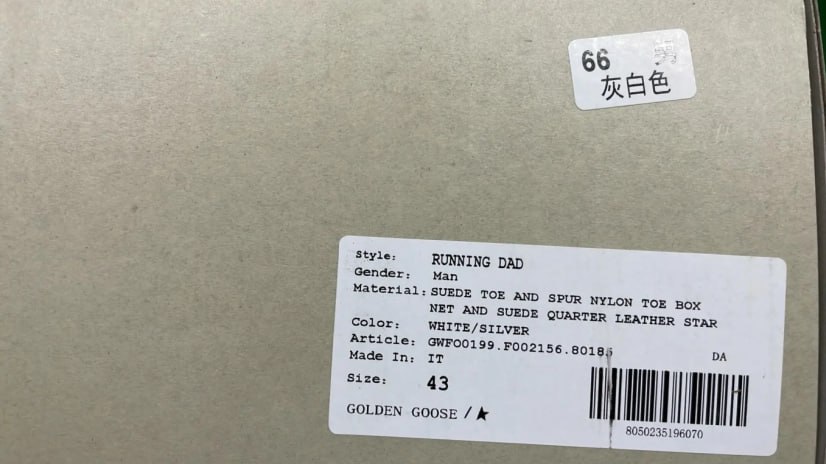 66 男
灰白色
Style: RUNNING DAD
Gender: Man
Material: SUEDE TOE AND SPUR NYLON TOE BOX
NET AND SUEDE QUARTER LEATHER STAR
Color: WHITE/SILVER
Article: GWF00199.F002156.80185
DA
Made In: IT
Size: 43
GOLDEN GOOSE /★
8050235196070